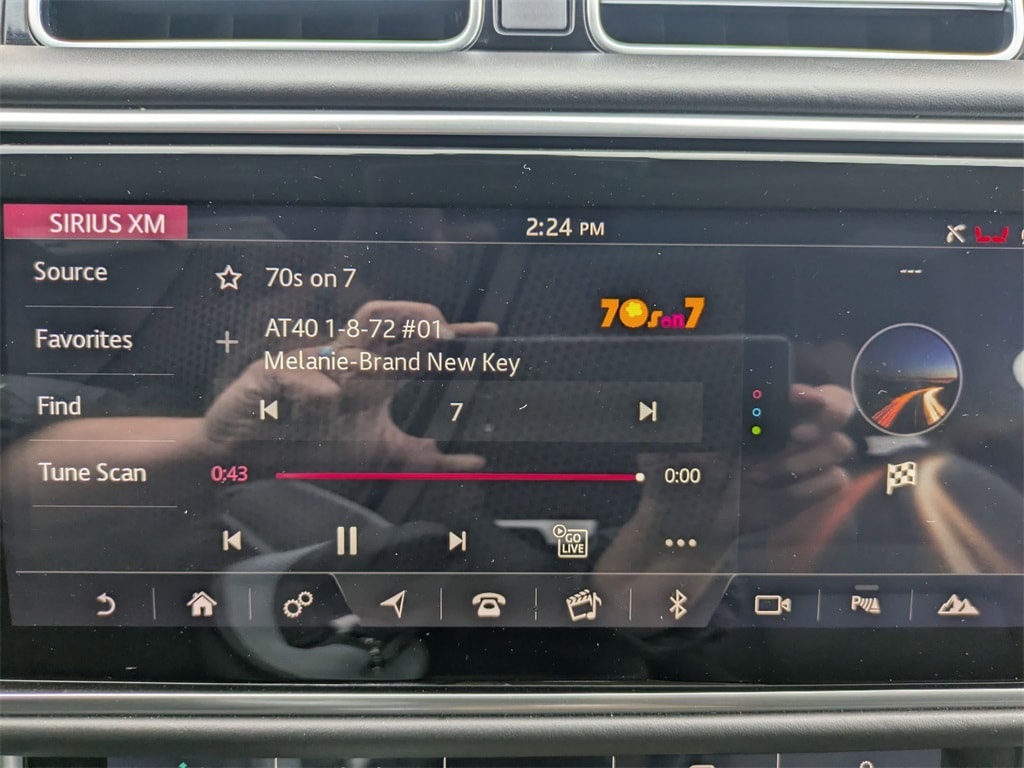 SIRIUS XM
2:24 PM
---
Source
Favorites
Find
Tune Scan
70s on 7
70s on 7
AT40 1-8-72 #01
Melanie-Brand New Key
7
0:43
0:00
GO
LIVE
P